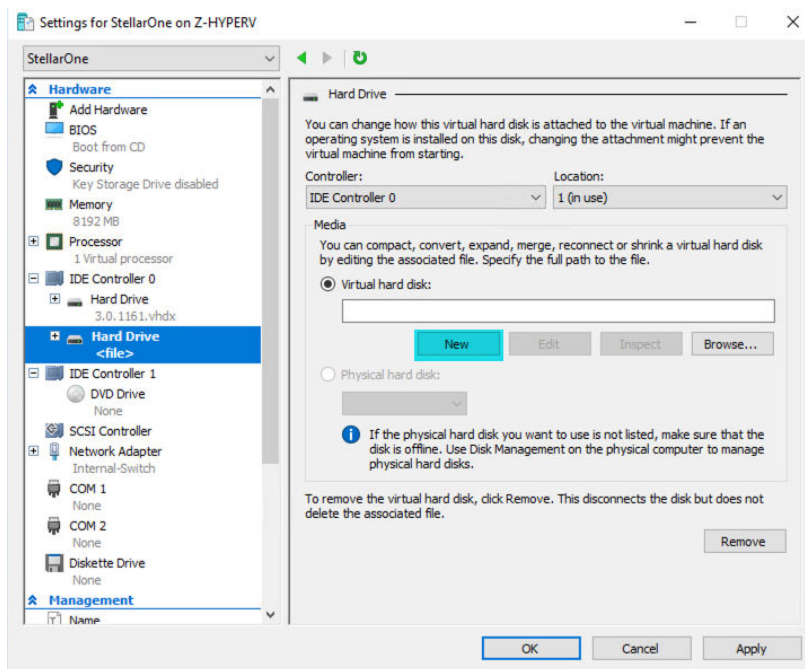 Settings for StellarOne on Z-HYPERV
StellarOne
Hardware
Add Hardware
BIOS
Boot from CD
Security
Key Storage Drive disabled
Memory
8192 MB
Processor
1 Virtual processor
IDE Controller 0
Hard Drive
3.0.1161.vhdx
Hard Drive
<file>
IDE Controller 1
DVD Drive
None
SCSI Controller
Network Adapter
Internal-Switch
COM 1
None
COM 2
None
Diskette Drive
None
Management
Name
Hard Drive
You can change how this virtual hard disk is attached to the virtual machine. If an
operating system is installed on this disk, changing the attachment might prevent the
virtual machine from starting.
Controller: Location:
IDE Controller 0 1 (in use)
Media
You can compact, convert, expand, merge, reconnect or shrink a virtual hard disk
by editing the associated file. Specify the full path to the file.
Virtual hard disk:
New Edit Inspect Browse...
Physical hard disk:
If the physical hard disk you want to use is not listed, make sure that the
disk is offline. Use Disk Management on the physical computer to manage
physical hard disks.
To remove the virtual hard disk, click Remove. This disconnects the disk but does not
delete the associated file.
Remove
OK Cancel Apply